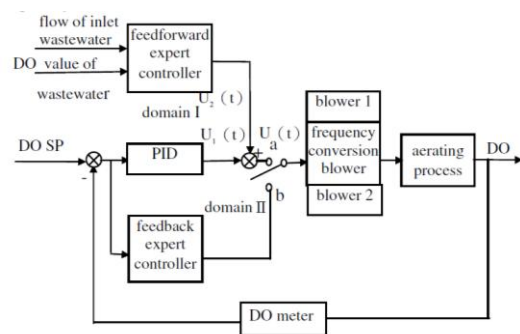 flow of inlet
wastewater
DO value of
wastewater
feedforward
expert
controller
domain I
U₂ (t)
U₁ (t)
+
a
U (t)
DO SP
-
PID
b
domain II
feedback
expert
controller
blower 1
frequency
conversion
blower
blower 2
aerating
process
DO
DO meter